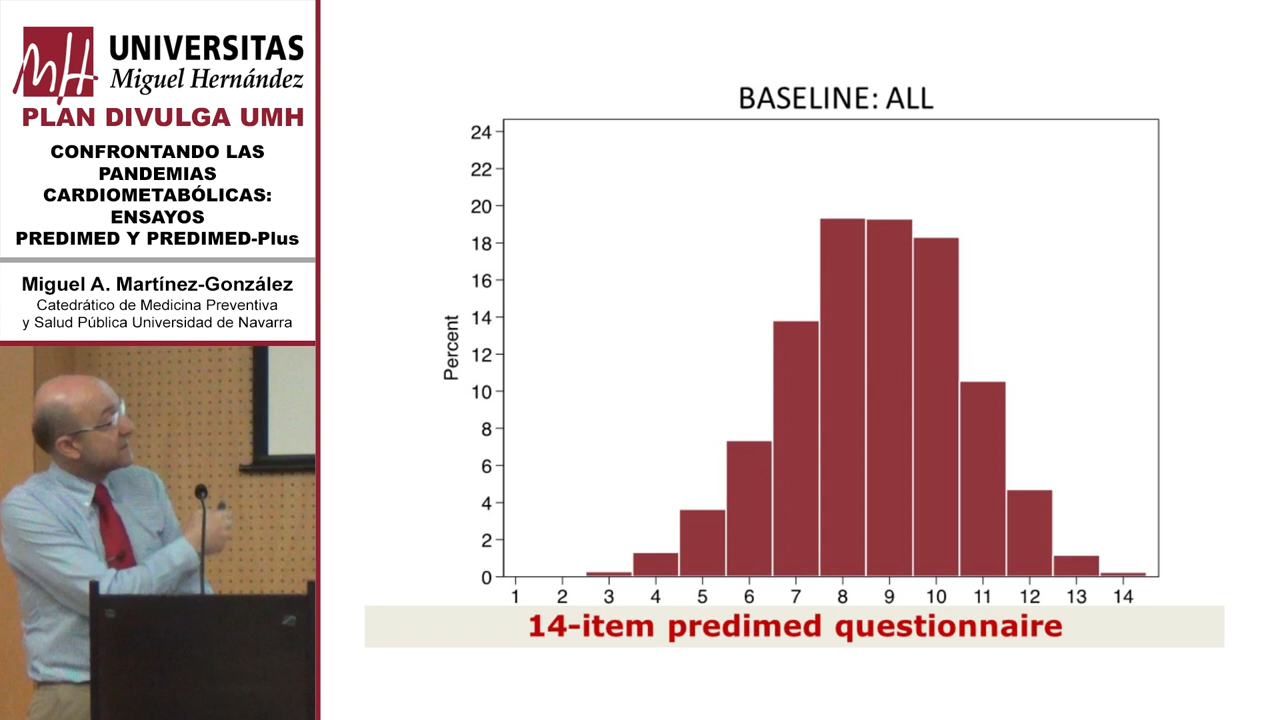 UNIVERSITAS
Miguel Hernández
PLAN DIVULGA UMH
CONFRONTANDO LAS
PANDEMIAS
CARDIOMETABÓLICAS:
ENSAYOS
PREDIMED Y PREDIMED-Plus
Miguel A. Martínez-González
Catedrático de Medicina Preventiva
y Salud Pública Universidad de Navarra
BASELINE: ALL
Percent
24
22
20
18
16
14
12
10
8
6
4
2
0
1 2 3 4 5 6 7 8 9 10 11 12 13 14
14-item predimed questionnaire